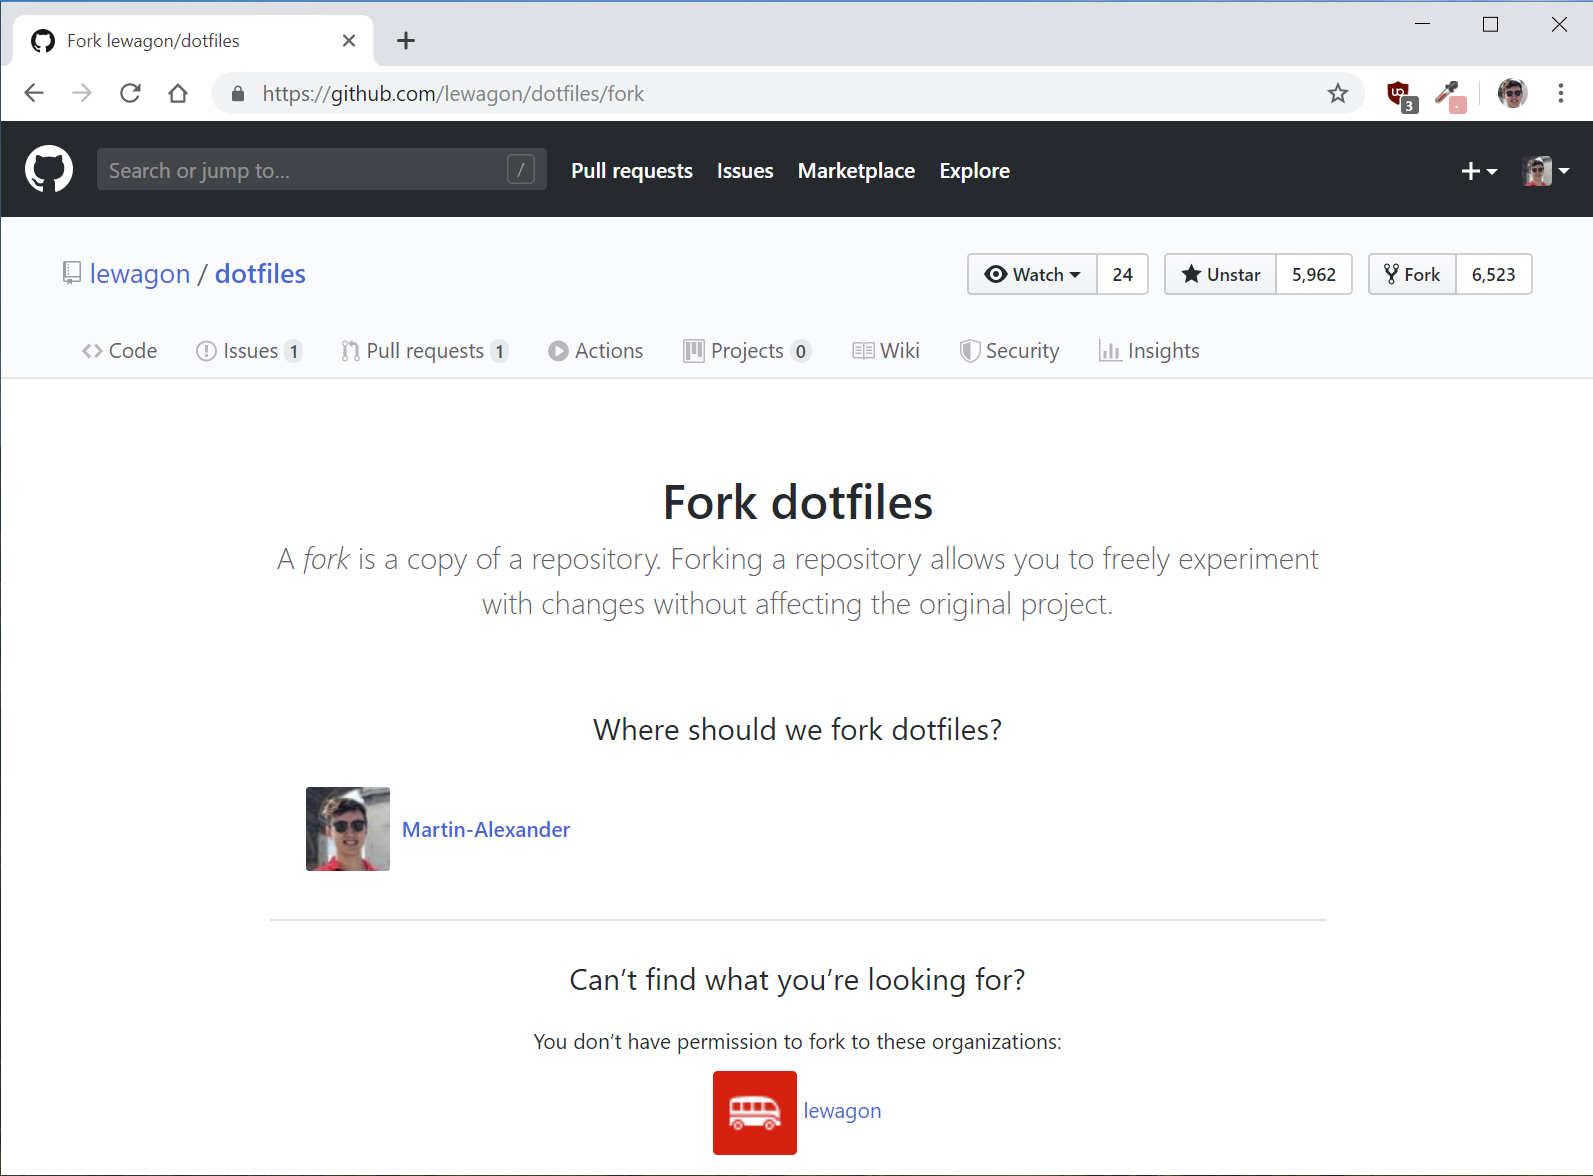 Fork lewagon/dotfiles
https://github.com/lewagon/dotfiles/fork
3
Search or jump to...
/
Pull requests
Issues
Marketplace
Explore
lewagon / dotfiles
Watch 24
Unstar 5,962
Fork 6,523
Code
Issues 1
Pull requests 1
Actions
Projects 0
Wiki
Security
Insights
Fork dotfiles
A fork is a copy of a repository. Forking a repository allows you to freely experiment
with changes without affecting the original project.
Where should we fork dotfiles?
Martin-Alexander
Can’t find what you’re looking for?
You don’t have permission to fork to these organizations:
lewagon